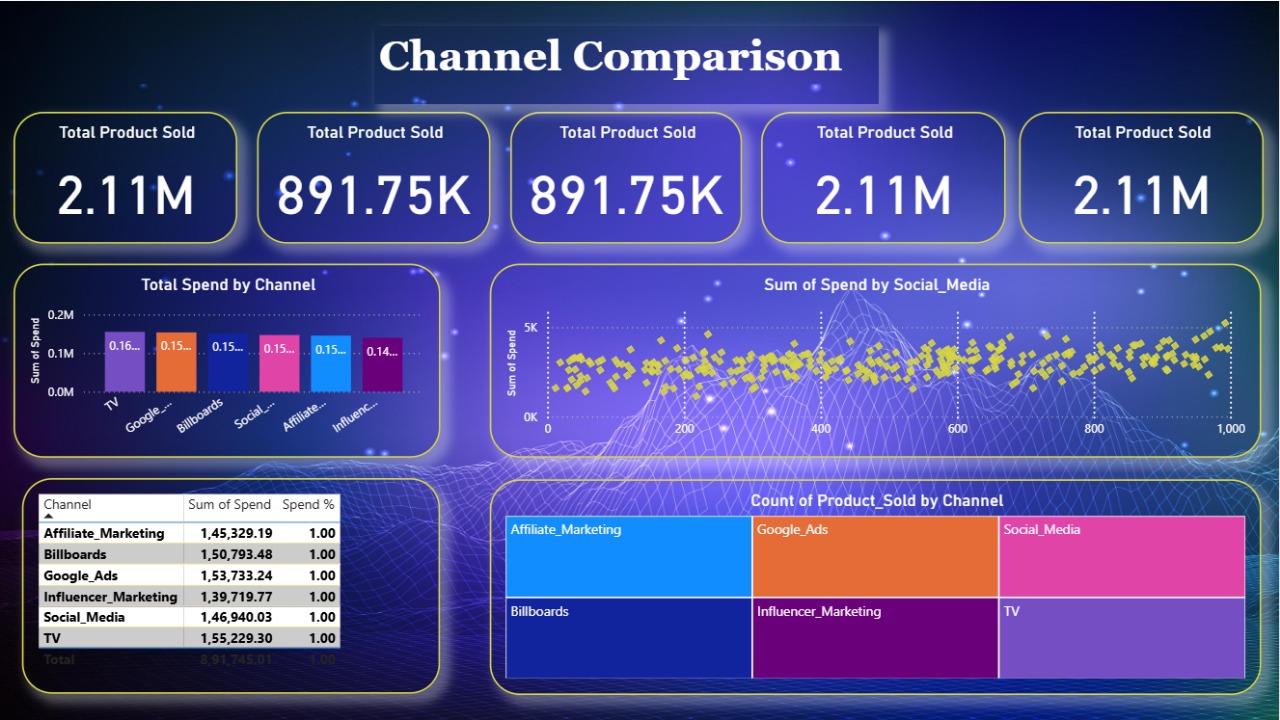 Channel Comparison
Total Product Sold
2.11M
Total Product Sold
891.75K
Total Product Sold
891.75K
Total Product Sold
2.11M
Total Product Sold
2.11M
Total Spend by Channel
Sum of Spend
0.2M
0.1M
0.0M
0.16...
0.15...
0.15...
0.15...
0.15...
0.14...
TV
Google_...
Billboards
Social_...
Affiliate...
Influenc...
Sum of Spend by Social_Media
Sum of Spend
5K
0K
0 200 400 600 800 1,000
Channel Sum of Spend Spend %
Affiliate_Marketing 1,45,329.19 1.00
Billboards 1,50,793.48 1.00
Google_Ads 1,53,733.24 1.00
Influencer_Marketing 1,39,719.77 1.00
Social_Media 1,46,940.03 1.00
TV 1,55,229.30 1.00
Total 8,91,745.01 1.00
Count of Product_Sold by Channel
Affiliate_Marketing
Google_Ads
Social_Media
Billboards
Influencer_Marketing
TV